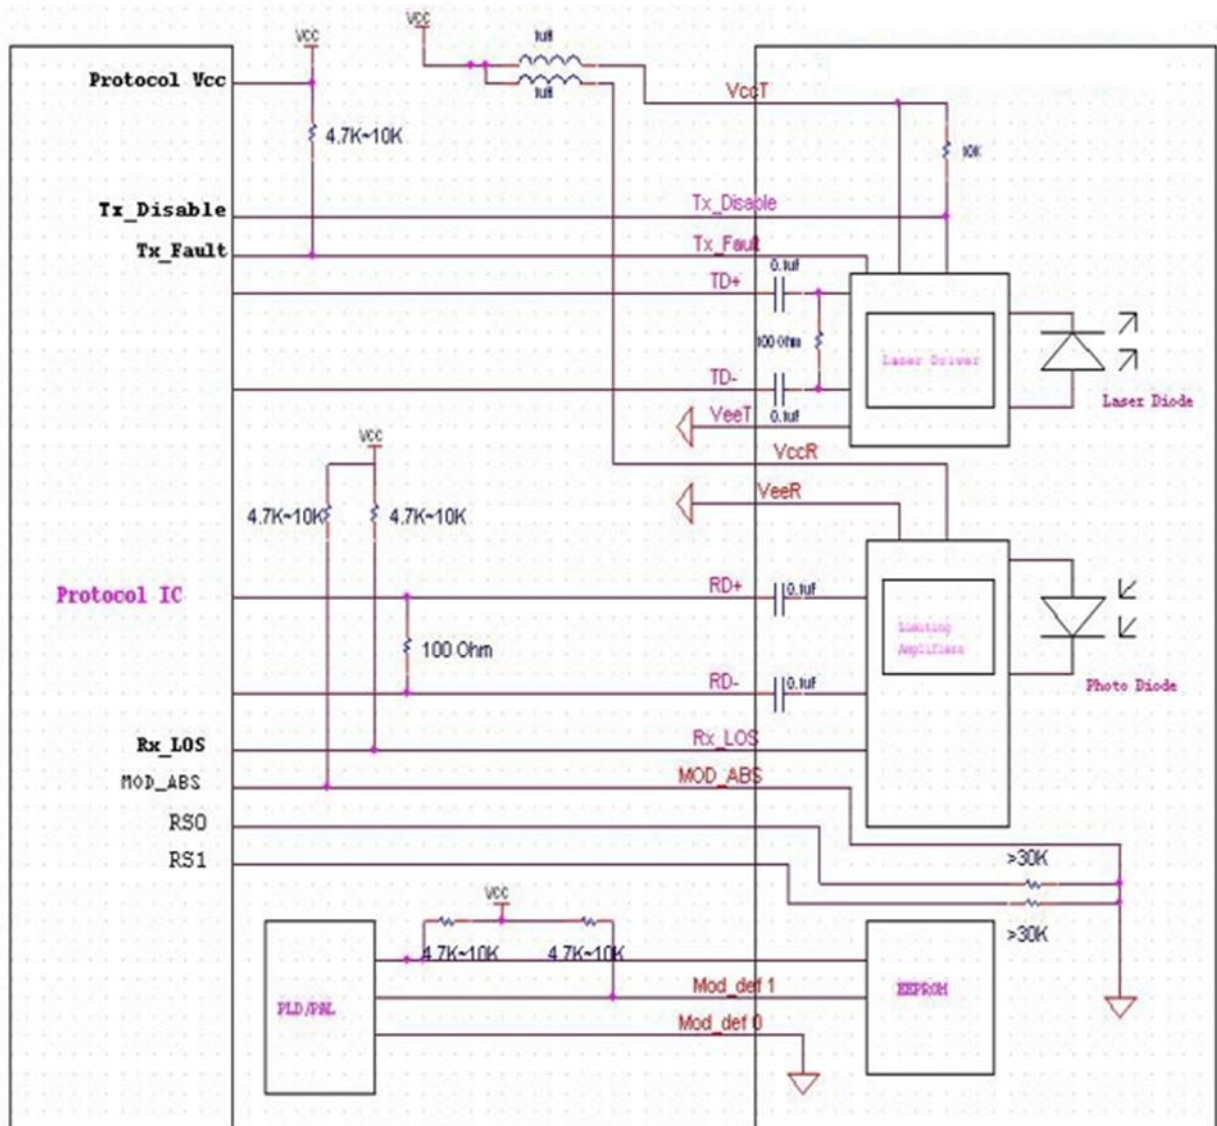 VCC
VCC
1uH
1uH
Protocol Vcc
VccT
4.7K~10K
10K
Tx_Disable
Tx_Disable
Tx_Fault
Tx_Fault
0.1uf
TD+
100 Ohm
Laser Driver
TD-
VeeT
0.1uf
Laser Diode
VCC
VccR
VeeR
4.7K~10K
4.7K~10K
Protocol IC
RD+
0.1uf
Limiting
Amplifiers
100 Ohm
RD-
0.1uf
Photo Diode
Rx_LOS
Rx_LOS
MOD_ABS
MOD_ABS
RS0
RS1
>30K
VCC
>30K
4.7K~10K
4.7K~10K
Mod_def 1
EEPROM
PLD/PAL
Mod_def 0